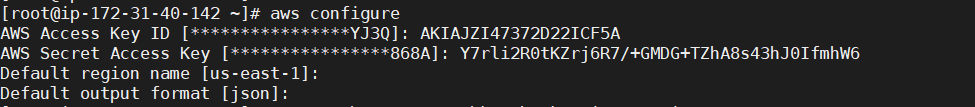 [root@ip-172-31-40-142 ~]# aws configure
AWS Access Key ID [****************YJ3Q]: AKIAJZI47372D22ICF5A
AWS Secret Access Key [****************868A]: 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
Default region name [us-east-1]:
Default output format [json]: